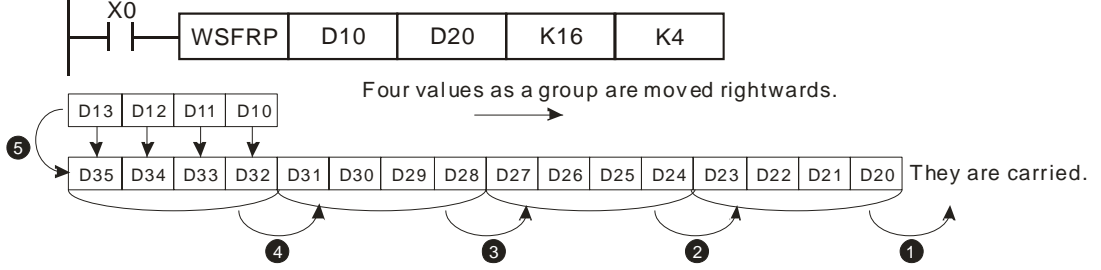 X0
WSFRP D10 D20 K16 K4
Four values as a group are moved rightwards.
D13 D12 D11 D10
5
D35 D34 D33 D32 D31 D30 D29 D28 D27 D26 D25 D24 D23 D22 D21 D20 They are carried.
4 3 2 1